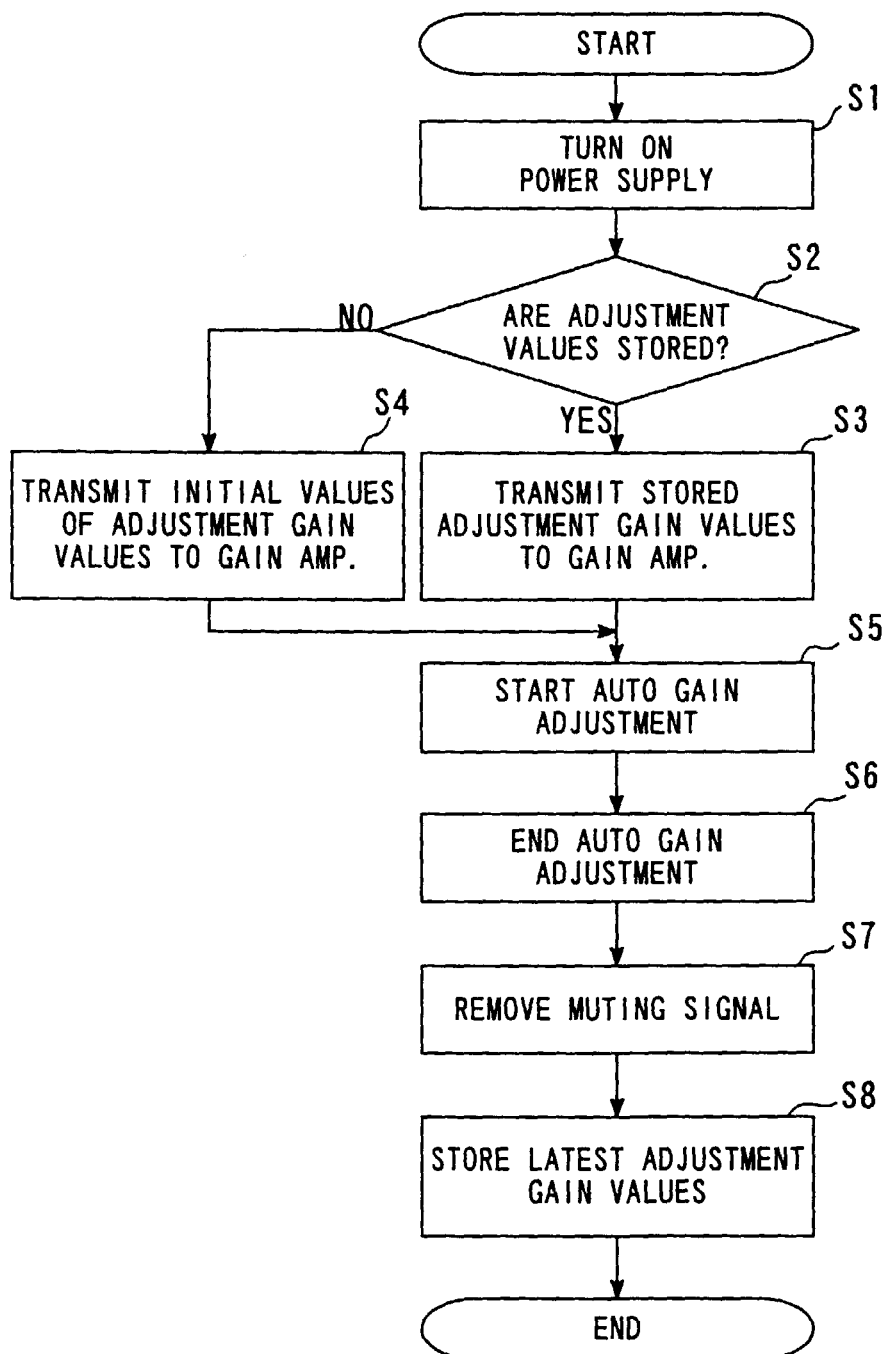 START
S1
TURN ON
POWER SUPPLY
S2
ARE ADJUSTMENT
VALUES STORED?
NO
YES
S4
TRANSMIT INITIAL VALUES
OF ADJUSTMENT GAIN
VALUES TO GAIN AMP.
S3
TRANSMIT STORED
ADJUSTMENT GAIN VALUES
TO GAIN AMP.
S5
START AUTO GAIN
ADJUSTMENT
S6
END AUTO GAIN
ADJUSTMENT
S7
REMOVE MUTING SIGNAL
S8
STORE LATEST ADJUSTMENT
GAIN VALUES
END